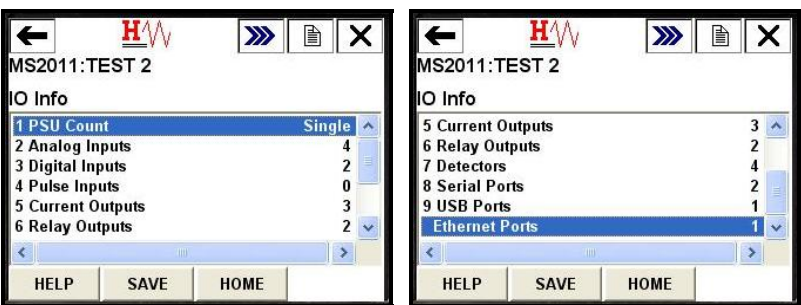 H
MS2011:TEST 2
IO Info
1 PSU Count Single
2 Analog Inputs 4
3 Digital Inputs 2
4 Pulse Inputs 0
5 Current Outputs 3
6 Relay Outputs 2
HELP SAVE HOME
H
MS2011:TEST 2
IO Info
5 Current Outputs 3
6 Relay Outputs 2
7 Detectors 4
8 Serial Ports 2
9 USB Ports 1
Ethernet Ports 1
HELP SAVE HOME